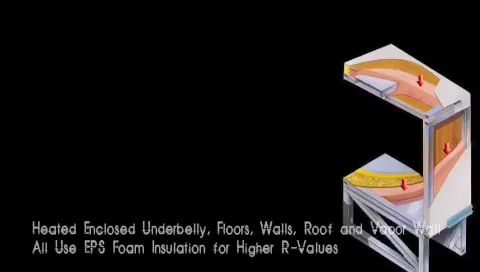 Heated Enclosed Underbelly, Floors, Walls, Roof and Vapor Wall
All Use EPS Foam Insulation for Higher R-Values